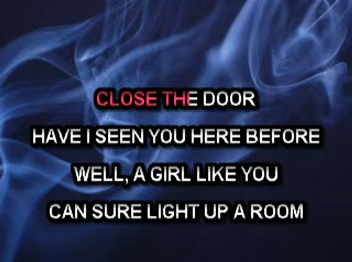 CLOSE THE DOOR
HAVE I SEEN YOU HERE BEFORE
WELL, A GIRL LIKE YOU
CAN SURE LIGHT UP A ROOM